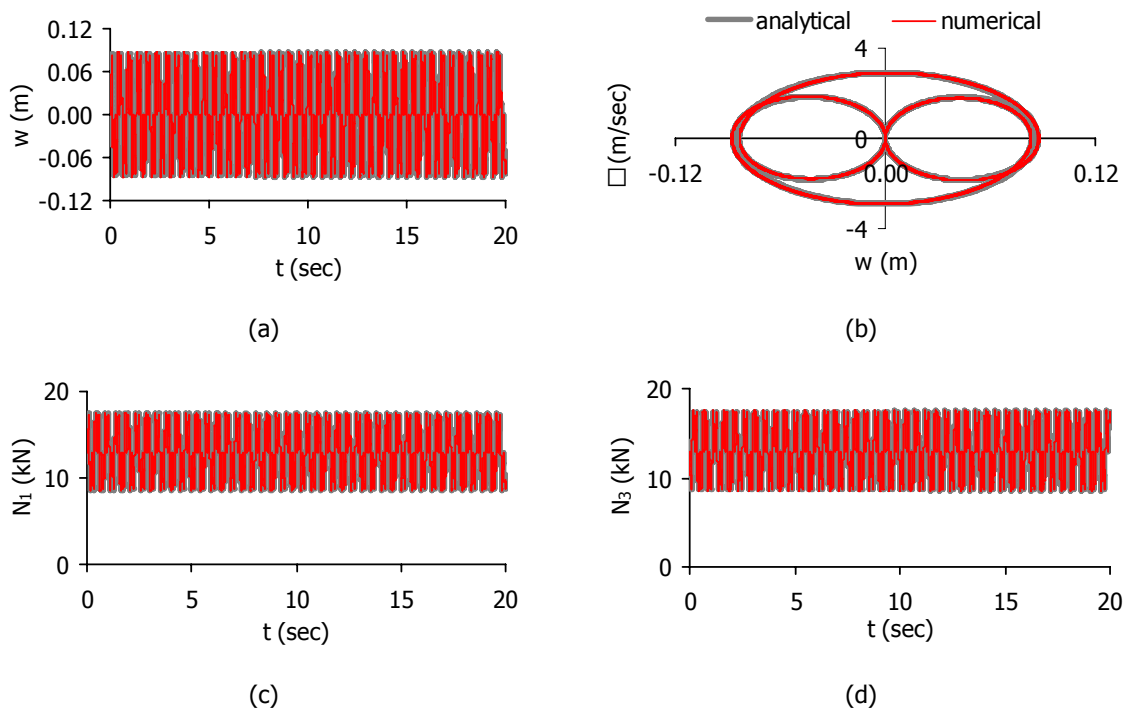 analytical numerical
0.12
0.06
0.00
-0.06
-0.12
w (m)
0 5 10 15 20
t (sec)
(a)
4
0
-4
□ (m/sec)
-0.12 0.00 0.12
w (m)
(b)
20
10
0
N₁ (kN)
0 5 10 15 20
t (sec)
(c)
20
10
0
N₃ (kN)
0 5 10 15 20
t (sec)
(d)